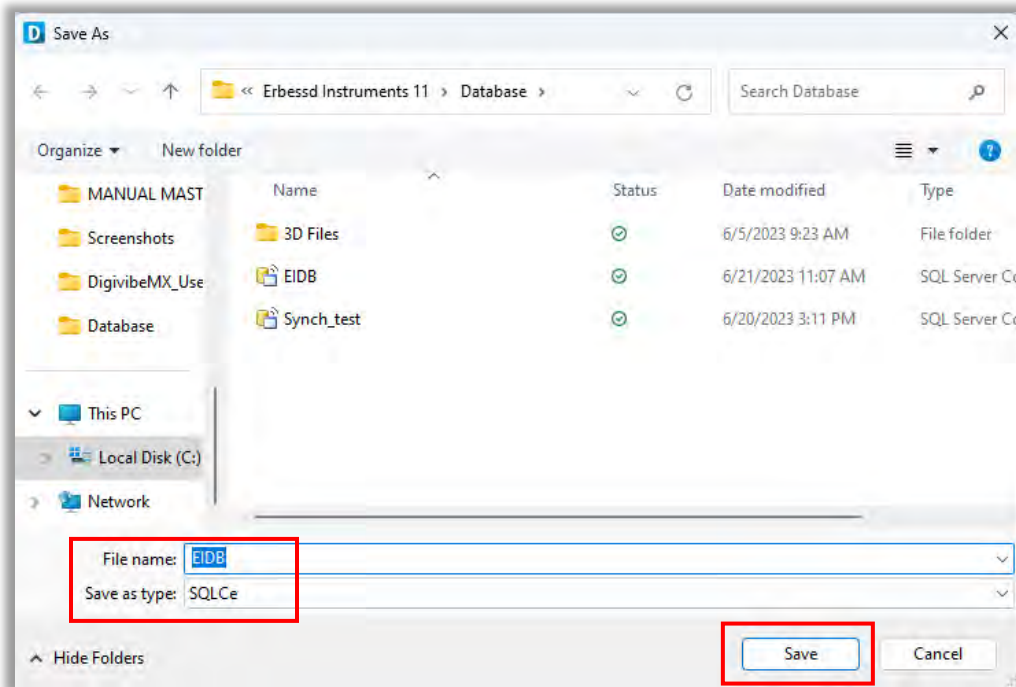 D Save As
« Erbessd Instruments 11 › Database ›
Search Database
Organize
New folder
?
MANUAL MAST
Name
Status
Date modified
Type
Screenshots
3D Files
6/5/2023 9:23 AM
File folder
DigivibeMX_Use
EIDB
6/21/2023 11:07 AM
SQL Server Co
Database
Synch_test
6/20/2023 3:11 PM
SQL Server Co
This PC
Local Disk (C:)
Network
File name: EIDB
Save as type: SQLCe
Hide Folders
Save
Cancel